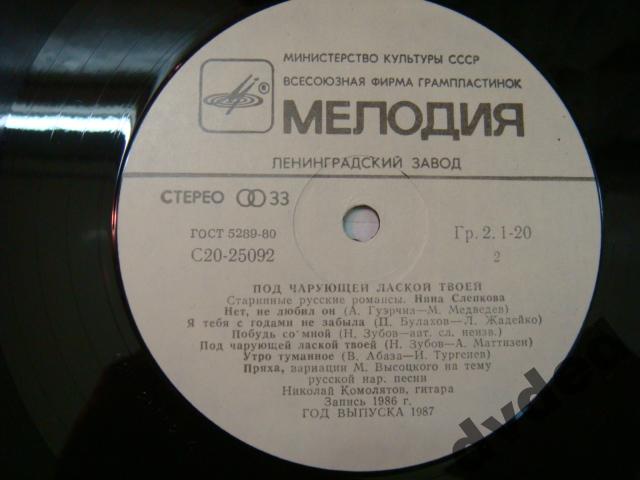 МИНИСТЕРСТВО КУЛЬТУРЫ СССР
ВСЕСОЮЗНАЯ ФИРМА ГРАМПЛАСТИНОК
МЕЛОДИЯ
®
ЛЕНИНГРАДСКИЙ ЗАВОД
СТЕРЕО 33
ГОСТ 5289-80
Гр. 2. 1-20
С20-25092
2
ПОД ЧАРУЮЩЕЙ ЛАСКОЙ ТВОЕЙ
Старинные русские романсы. Нина Слепкова
Нет, не любил он (А. Гуэрчиа—М. Медведев)
Я тебя с годами не забыла (П. Булахов—Л. Жадейко)
Побудь со мной (Н. Зубов—авт. сл. неизв.)
Под чарующей лаской твоей (Н. Зубов—А. Маттизен)
Утро туманное (В. Абаза—И. Тургенев)
Пряха, вариации М. Высоцкого на тему
русской нар. песни
Николай Комолятов, гитара
Запись 1986 г.
ГОД ВЫПУСКА 1987
dyded